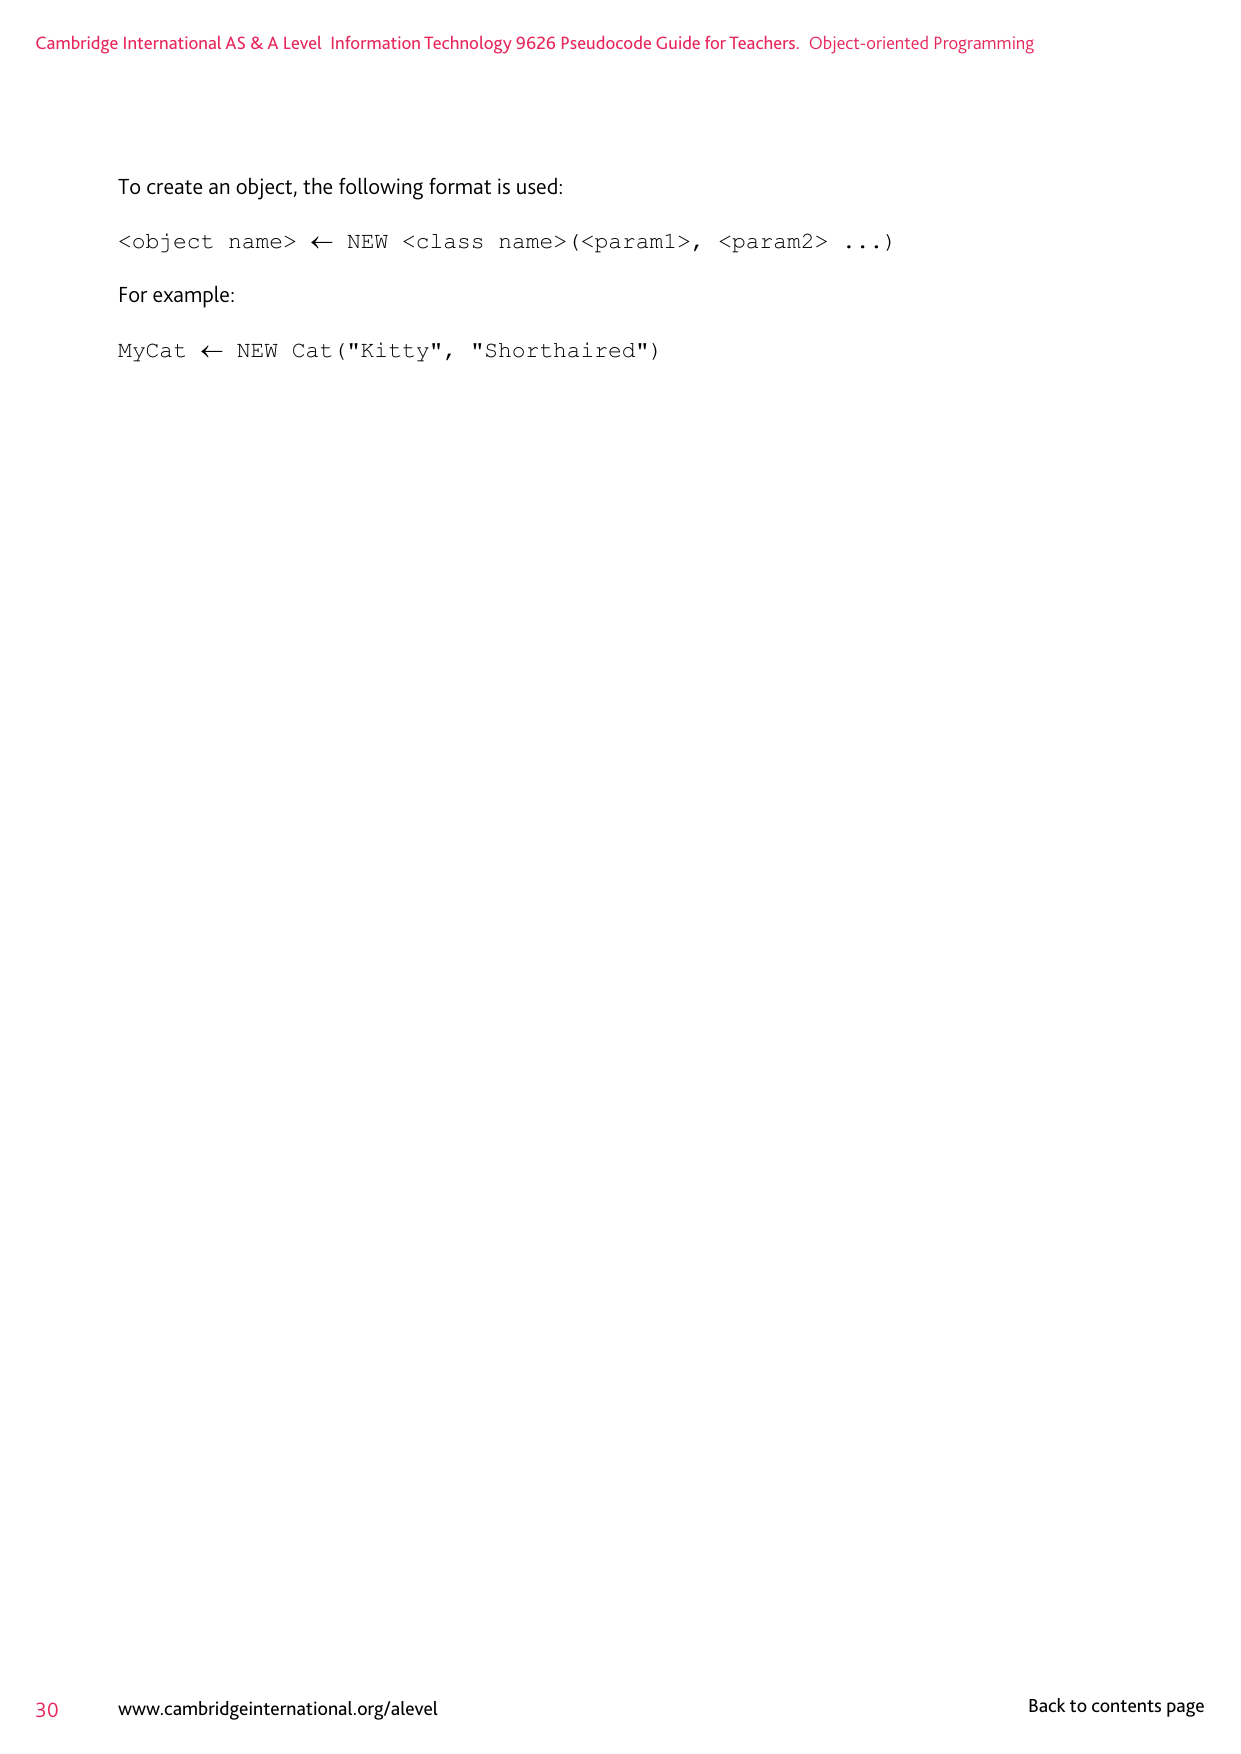 Cambridge International AS & A Level Information Technology 9626 Pseudocode Guide for Teachers. Object-oriented Programming
To create an object, the following format is used:
<object name> ← NEW <class name>(<param1>, <param2> ...)
For example:
MyCat ← NEW Cat("Kitty", "Shorthaired")
30 www.cambridgeinternational.org/alevel Back to contents page